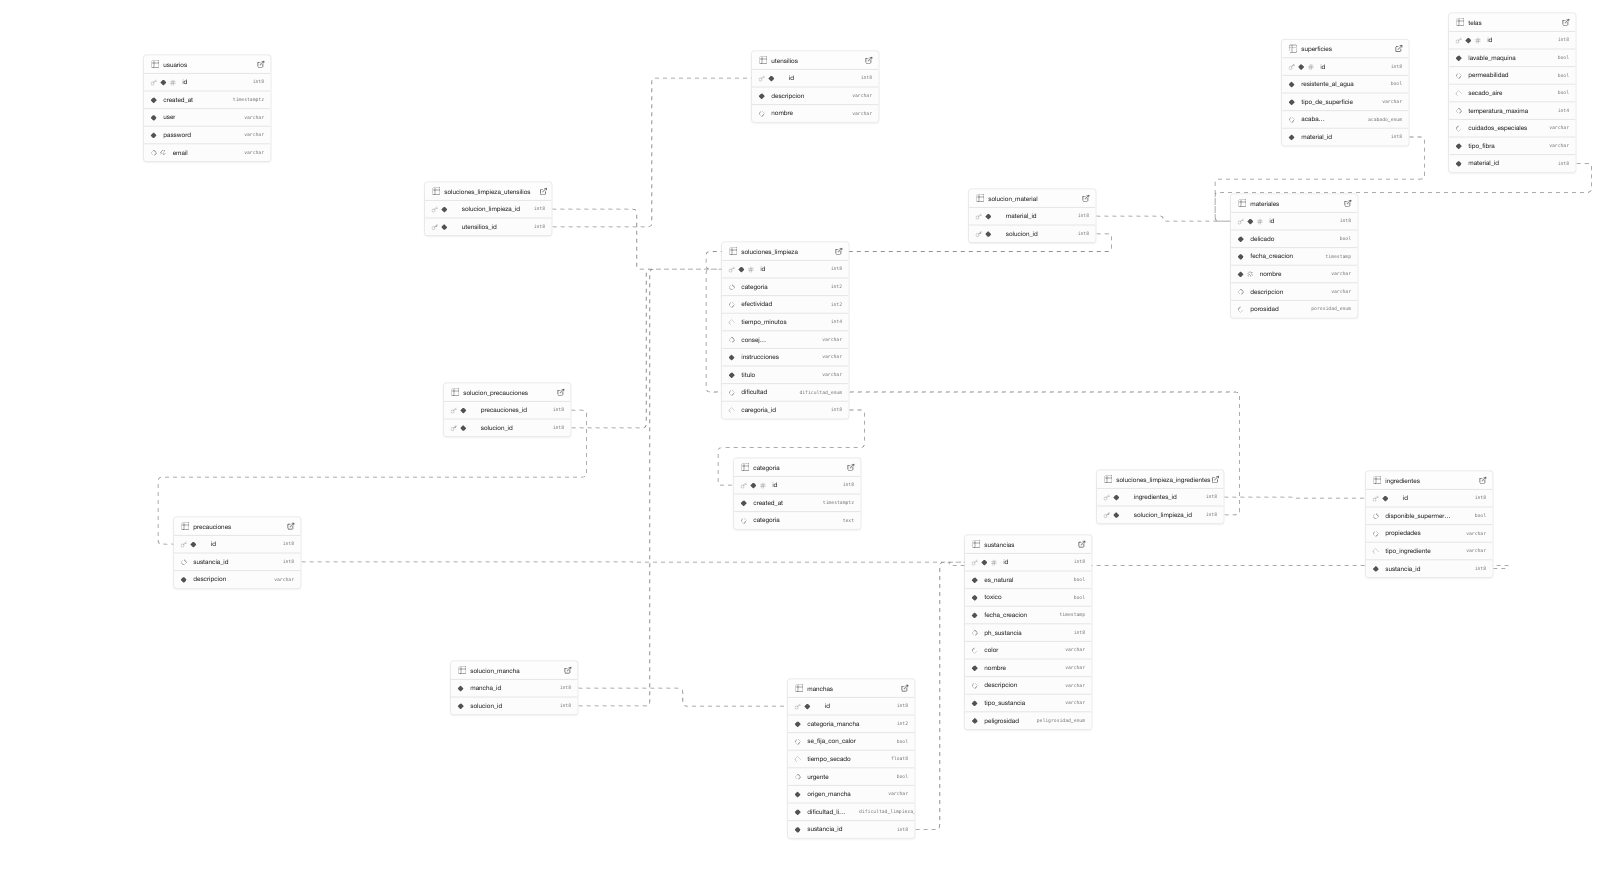 usuarios
id int8
created_at timestamptz
user varchar
password varchar
email varchar
utensilios
id int8
descripcion varchar
nombre varchar
superficies
id int8
resistente_al_agua bool
tipo_de_superficie varchar
acaba... acabado_enum
material_id int8
telas
id int8
lavable_maquina bool
permeabilidad bool
secado_aire bool
temperatura_maxima int4
cuidados_especiales varchar
tipo_fibra varchar
material_id int8
soluciones_limpieza_utensilios
solucion_limpieza_id int8
utensilios_id int8
solucion_material
material_id int8
solucion_id int8
materiales
id int8
delicado bool
fecha_creacion timestamp
nombre varchar
descripcion varchar
porosidad porosidad_enum
soluciones_limpieza
id int8
categoria int2
efectividad int2
tiempo_minutos int4
consej... varchar
instrucciones varchar
titulo varchar
dificultad dificultad_enum
caregoria_id int8
solucion_precauciones
precauciones_id int8
solucion_id int8
categoria
id int8
created_at timestamptz
categoria text
soluciones_limpieza_ingredientes
ingredientes_id int8
solucion_limpieza_id int8
ingredientes
id int8
disponible_supermer... bool
propiedades varchar
tipo_ingrediente varchar
sustancia_id int8
precauciones
id int8
sustancia_id int8
descripcion varchar
sustancias
id int8
es_natural bool
toxico bool
fecha_creacion timestamp
ph_sustancia int8
color varchar
nombre varchar
descripcion varchar
tipo_sustancia varchar
peligrosidad peligrosidad_enum
solucion_mancha
mancha_id int8
solucion_id int8
manchas
id int8
categoria_mancha int2
se_fija_con_calor bool
tiempo_secado float8
urgente bool
origen_mancha varchar
dificultad_li... dificultad_limpieza_
sustancia_id int8